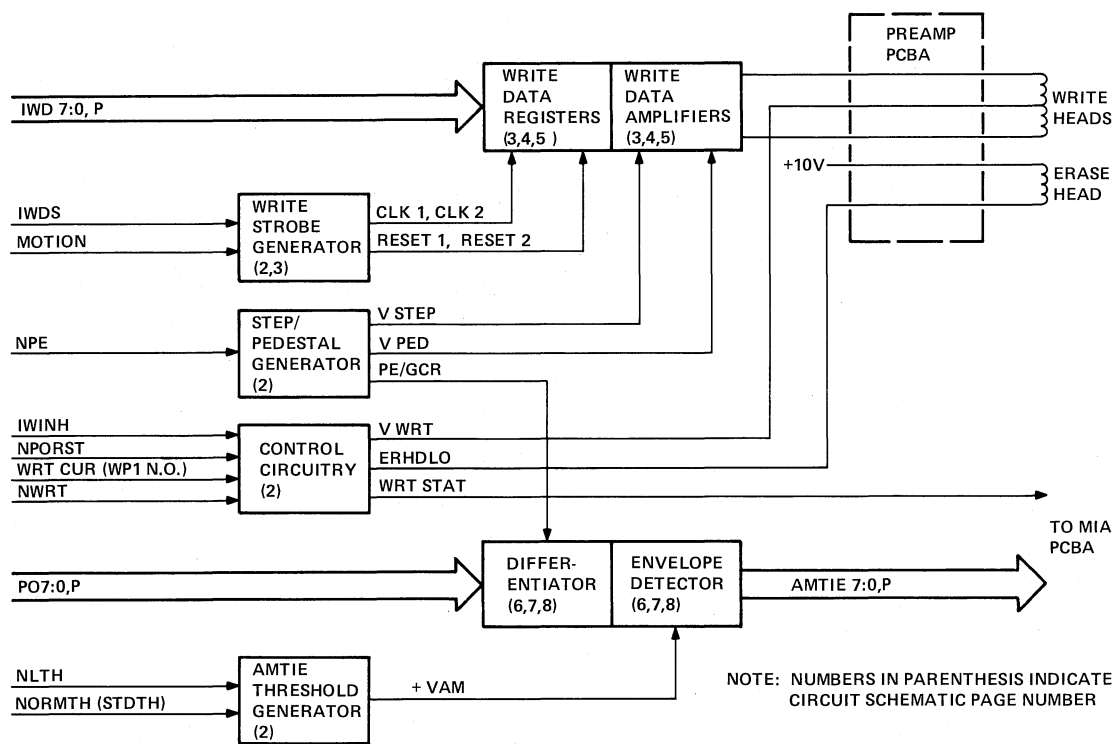 PREAMP
PCBA
WRITE
DATA
REGISTERS
(3,4,5 )
WRITE
DATA
AMPLIFIERS
(3,4,5)
IWD 7:0, P
WRITE
HEADS
+10V
ERASE
HEAD
IWDS
MOTION
WRITE
STROBE
GENERATOR
(2,3)
CLK 1, CLK 2
RESET 1, RESET 2
NPE
STEP/
PEDESTAL
GENERATOR
(2)
V STEP
V PED
PE/GCR
IWINH
NPORST
WRT CUR (WP1 N.O.)
NWRT
CONTROL
CIRCUITRY
(2)
V WRT
ERHDLO
WRT STAT
TO MIA
PCBA
PO7:0,P
DIFFER-
ENTIATOR
(6,7,8)
ENVELOPE
DETECTOR
(6,7,8)
AMTIE 7:0,P
NLTH
NORMTH (STDTH)
AMTIE
THRESHOLD
GENERATOR
(2)
+ VAM
NOTE: NUMBERS IN PARENTHESIS INDICATE
CIRCUIT SCHEMATIC PAGE NUMBER